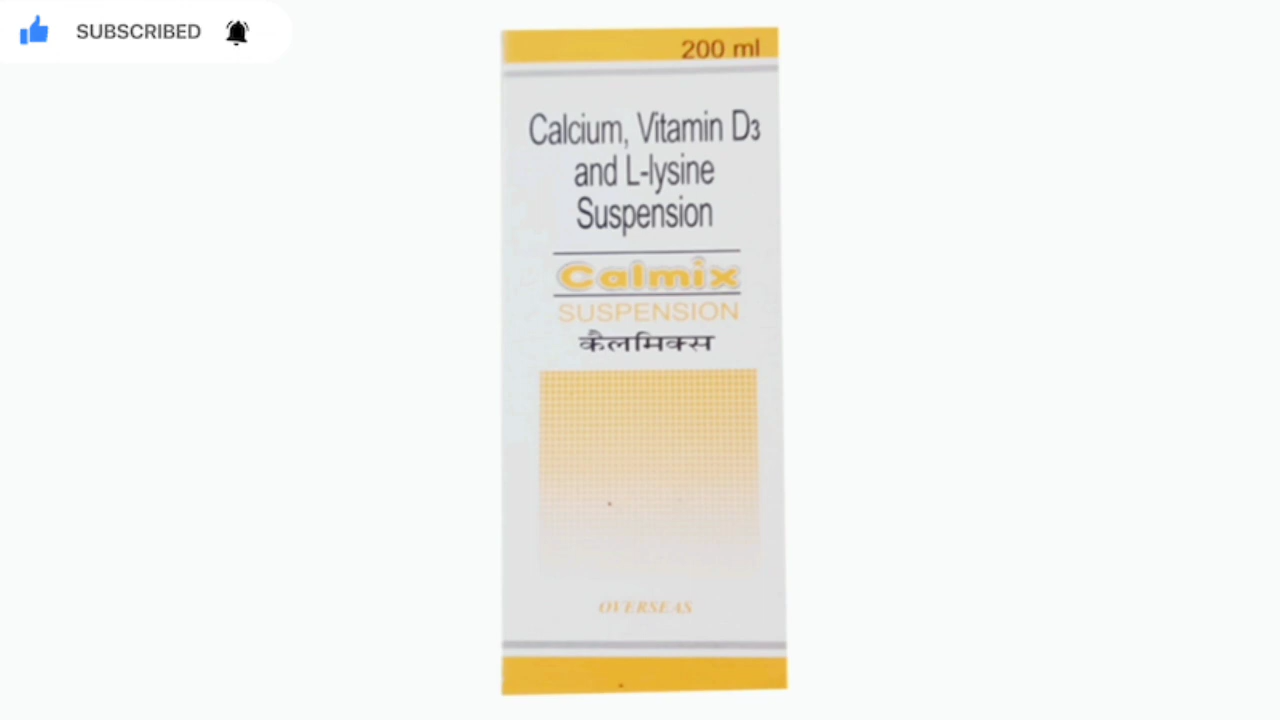 SUBSCRIBED
200 ml
Calcium, Vitamin D3
and L-lysine
Suspension
Calmix
SUSPENSION
कैलमिक्स
OVERSEAS